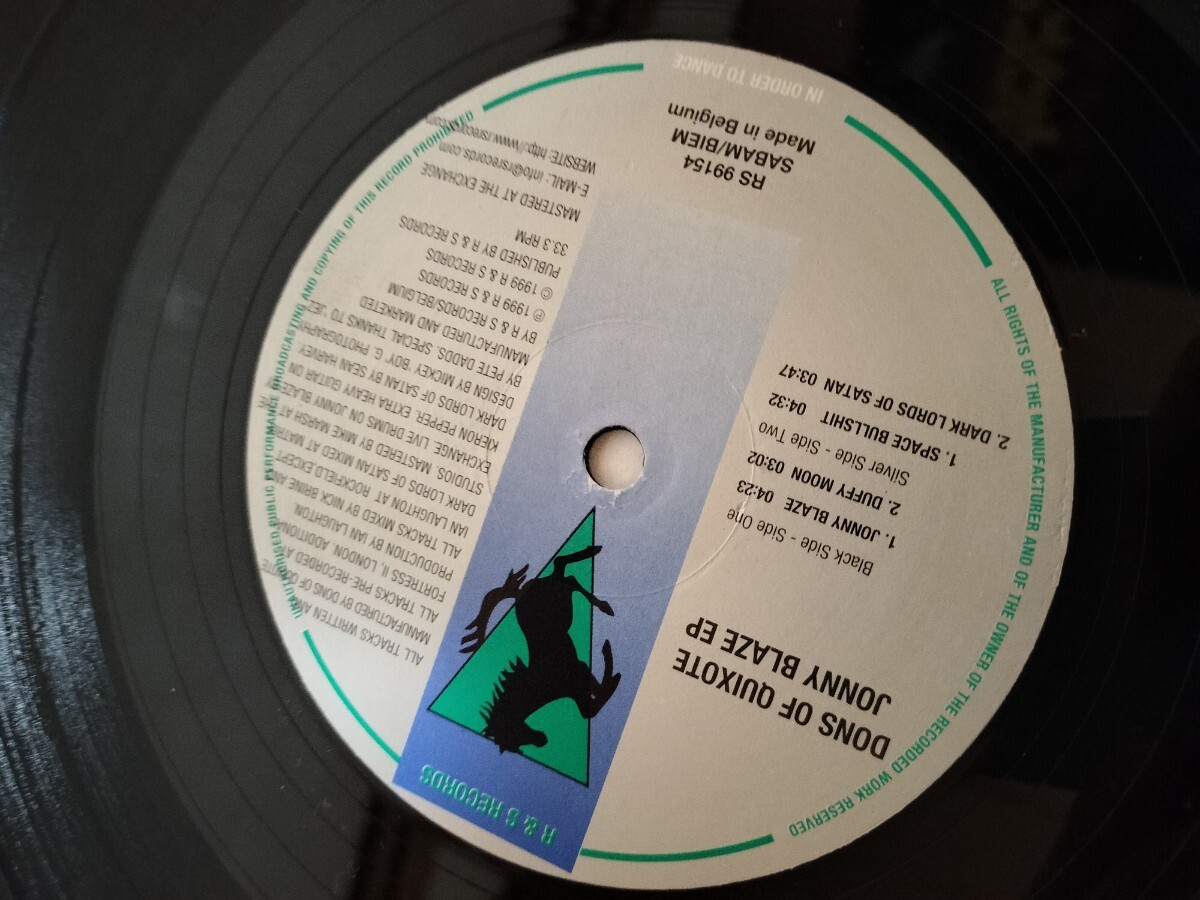 R & S RECORDS
DONS OF QUIXOTE
JONNY BLAZE EP
Black Side - Side One
1. JONNY BLAZE 04:23
2. DUFFY MOON 03:02
Silver Side - Side Two
1. SPACE BULLSHIT 04:32
2. DARK LORDS OF SATAN 03:47
RS 99154
SABAM/BIEM
Made in Belgium
ALL TRACKS WRITTEN AND
MANUFACTURED BY DONS OF QUIXOTE
ALL TRACKS PRE-RECORDED AT
FORTRESS II, LONDON. ADDITIONAL
PRODUCTION BY IAN LAUGHTON.
ALL TRACKS MIXED BY NICK BRINE AND
IAN LAUGHTON AT ROCKFIELD EXCEPT
DARK LORDS OF SATAN MIXED AT
STUDIOS. MASTERED BY MIKE MARSH AT THE
EXCHANGE. LIVE DRUMS ON JONNY BLAZE BY
KIERON PEPPER. EXTRA HEAVY GUITAR ON
DARK LORDS OF SATAN BY SEAN HARVEY.
DESIGN BY MICKEY 'BOY' G. PHOTOGRAPHY
BY PETE DADDS. SPECIAL THANKS TO
MANUFACTURED AND MARKETED
BY R & S RECORDS/BELGIUM
℗ 1999 R & S RECORDS
© 1999 R & S RECORDS
PUBLISHED BY R & S RECORDS
33.3 RPM
MASTERED AT THE EXCHANGE
E-MAIL: info@rsrecords.com
WEBSITE: http://www.rsrecords.com
UNAUTHORISED PUBLIC PERFORMANCE BROADCASTING AND COPYING OF THIS RECORD PROHIBITED
IN ORDER TO DANCE
ALL RIGHTS OF THE MANUFACTURER AND OF THE OWNER OF THE RECORDED WORK RESERVED